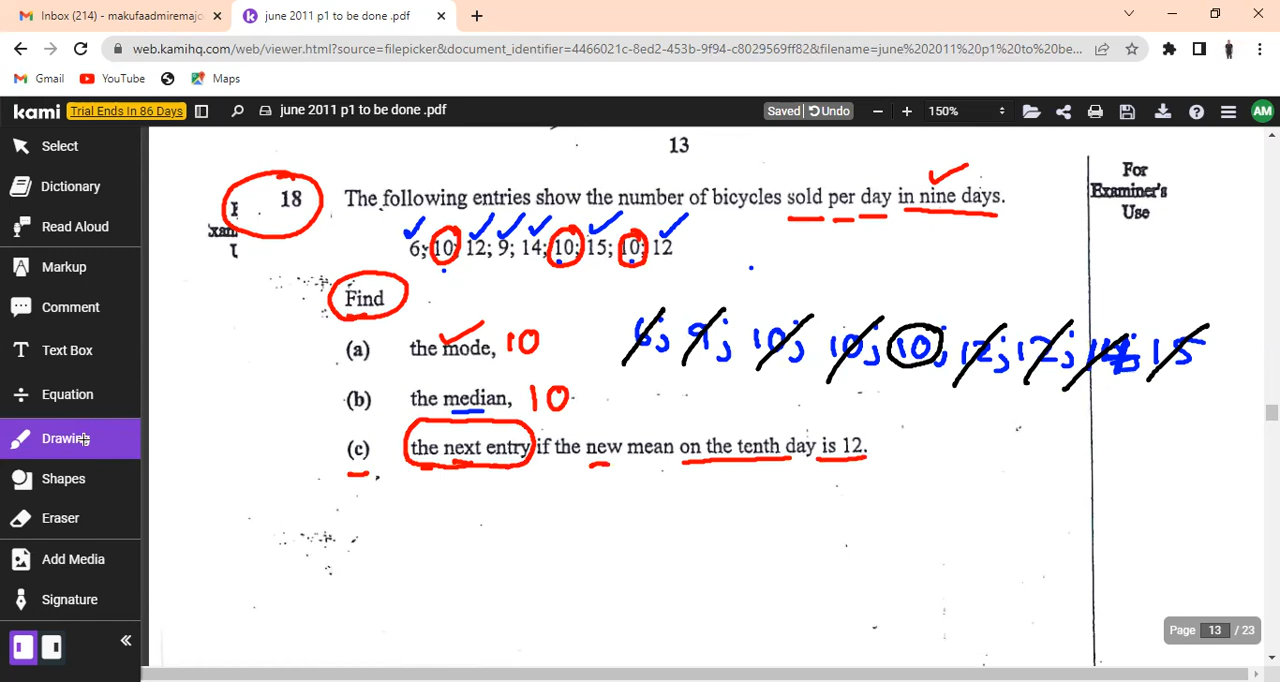 Inbox (214) - makufaadmiremajo
june 2011 p1 to be done .pdf
web.kamihq.com/web/viewer.html?source=filepicker&document_identifier=4466021c-8ed2-453b-9f94-c8029569ff82&filename=june%202011%20p1%20to%20be...
Gmail YouTube Maps
kami Trial Ends In 86 Days june 2011 p1 to be done .pdf Saved Undo 150% AM
Select
Dictionary
Read Aloud
Markup
Comment
Text Box
Equation
Drawing
Shapes
Eraser
Add Media
Signature
13
For
Examiner's
Use
18 The following entries show the number of bicycles sold per day in nine days.
6; 10; 12; 9; 14; 10; 15; 10; 12
Find
(a) the mode, 10
6; 9; 10; 10; 10; 12; 12; 14; 15
(b) the median, 10
(c) the next entry if the new mean on the tenth day is 12.
Page 13 / 23